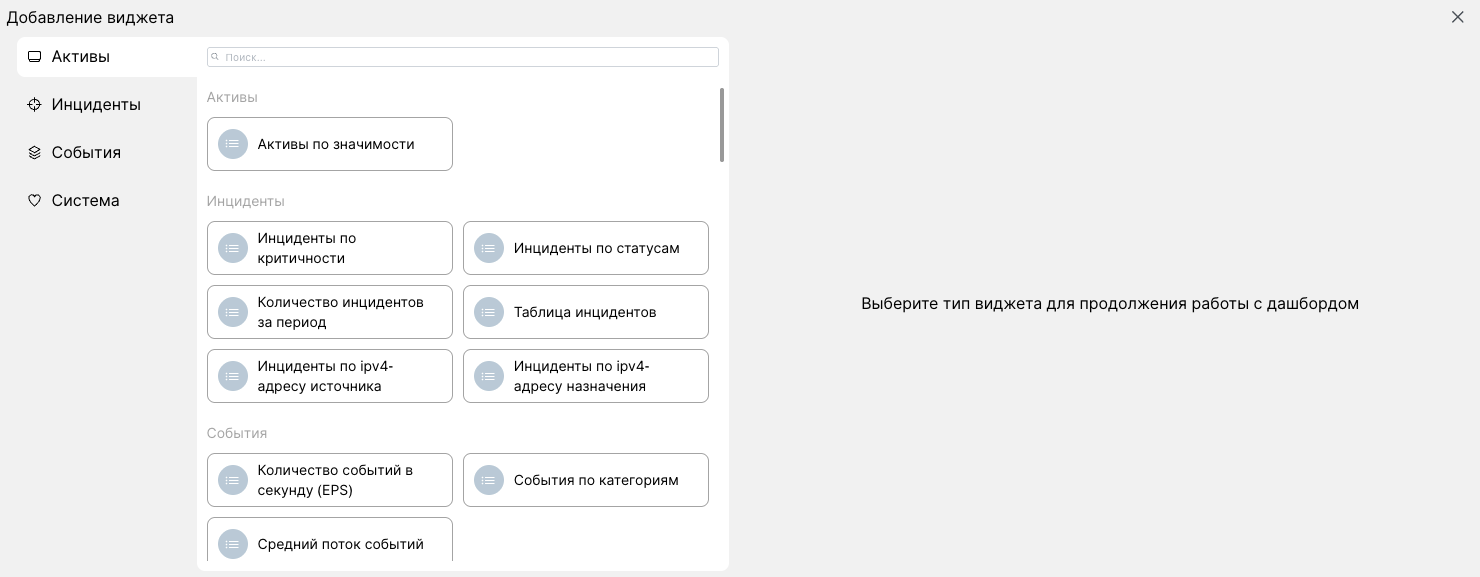 Добавление виджета
Активы
Инциденты
События
Система
Поиск...
Активы
Активы по значимости
Инциденты
Инциденты по
критичности
Инциденты по статусам
Количество инцидентов
за период
Таблица инцидентов
Инциденты по ipv4-
адресу источника
Инциденты по ipv4-
адресу назначения
События
Количество событий в
секунду (EPS)
События по категориям
Средний поток событий
Выберите тип виджета для продолжения работы с дашбордом